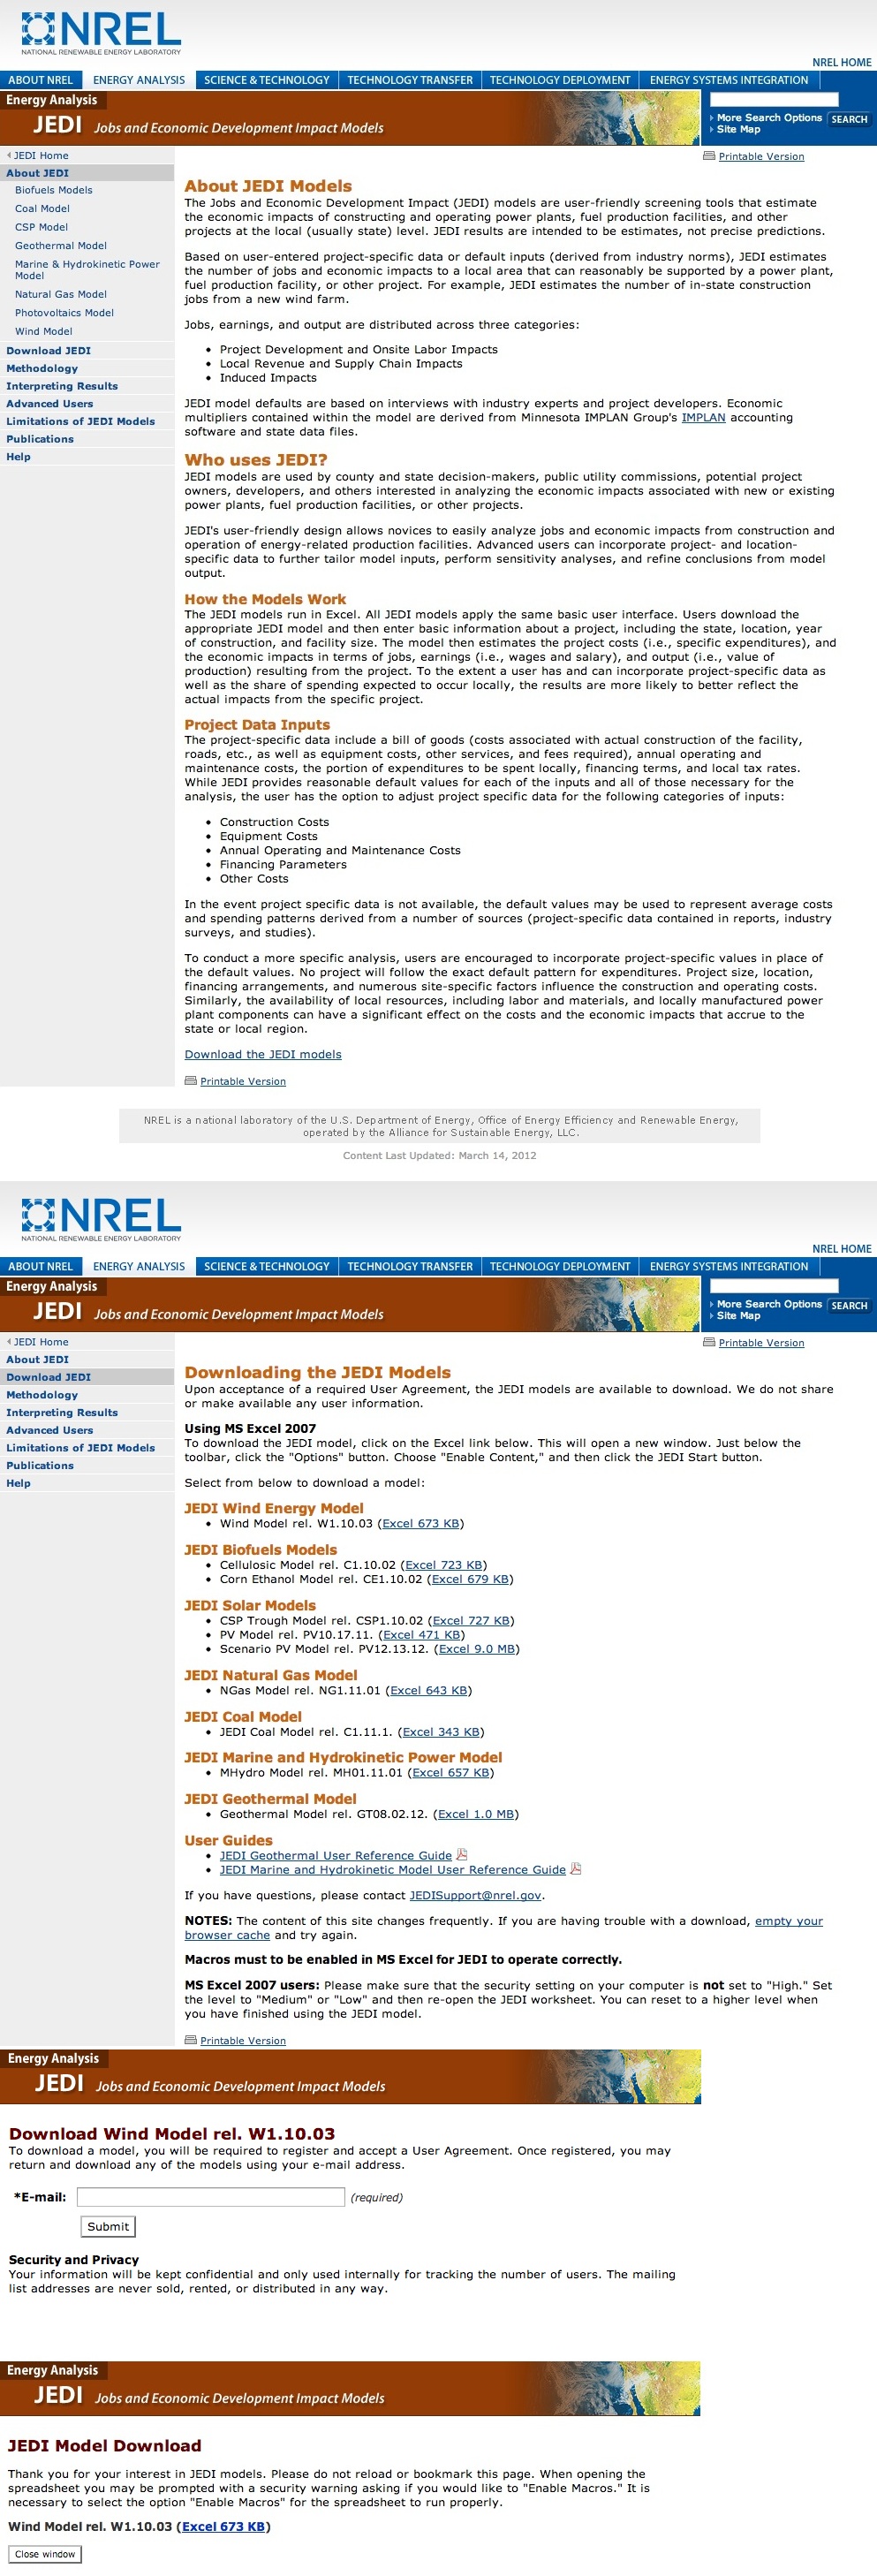 NREL
NATIONAL RENEWABLE ENERGY LABORATORY
NREL HOME
ABOUT NREL ENERGY ANALYSIS SCIENCE & TECHNOLOGY TECHNOLOGY TRANSFER TECHNOLOGY DEPLOYMENT ENERGY SYSTEMS INTEGRATION
Energy Analysis
JEDI Jobs and Economic Development Impact Models
More Search Options SEARCH
Site Map
JEDI Home
About JEDI
Biofuels Models
Coal Model
CSP Model
Geothermal Model
Marine & Hydrokinetic Power
Model
Natural Gas Model
Photovoltaics Model
Wind Model
Download JEDI
Methodology
Interpreting Results
Advanced Users
Limitations of JEDI Models
Publications
Help
Printable Version
About JEDI Models
The Jobs and Economic Development Impact (JEDI) models are user-friendly screening tools that estimate
the economic impacts of constructing and operating power plants, fuel production facilities, and other
projects at the local (usually state) level. JEDI results are intended to be estimates, not precise predictions.
Based on user-entered project-specific data or default inputs (derived from industry norms), JEDI estimates
the number of jobs and economic impacts to a local area that can reasonably be supported by a power plant,
fuel production facility, or other project. For example, JEDI estimates the number of in-state construction
jobs from a new wind farm.
Jobs, earnings, and output are distributed across three categories:
• Project Development and Onsite Labor Impacts
• Local Revenue and Supply Chain Impacts
• Induced Impacts
JEDI model defaults are based on interviews with industry experts and project developers. Economic
multipliers contained within the model are derived from Minnesota IMPLAN Group's IMPLAN accounting
software and state data files.
Who uses JEDI?
JEDI models are used by county and state decision-makers, public utility commissions, potential project
owners, developers, and others interested in analyzing the economic impacts associated with new or existing
power plants, fuel production facilities, or other projects.
JEDI's user-friendly design allows novices to easily analyze jobs and economic impacts from construction and
operation of energy-related production facilities. Advanced users can incorporate project- and location-
specific data to further tailor model inputs, perform sensitivity analyses, and refine conclusions from model
output.
How the Models Work
The JEDI models run in Excel. All JEDI models apply the same basic user interface. Users download the
appropriate JEDI model and then enter basic information about a project, including the state, location, year
of construction, and facility size. The model then estimates the project costs (i.e., specific expenditures), and
the economic impacts in terms of jobs, earnings (i.e., wages and salary), and output (i.e., value of
production) resulting from the project. To the extent a user has and can incorporate project-specific data as
well as the share of spending expected to occur locally, the results are more likely to better reflect the
actual impacts from the specific project.
Project Data Inputs
The project-specific data include a bill of goods (costs associated with actual construction of the facility,
roads, etc., as well as equipment costs, other services, and fees required), annual operating and
maintenance costs, the portion of expenditures to be spent locally, financing terms, and local tax rates.
While JEDI provides reasonable default values for each of the inputs and all of those necessary for the
analysis, the user has the option to adjust project specific data for the following categories of inputs:
• Construction Costs
• Equipment Costs
• Annual Operating and Maintenance Costs
• Financing Parameters
• Other Costs
In the event project specific data is not available, the default values may be used to represent average costs
and spending patterns derived from a number of sources (project-specific data contained in reports, industry
surveys, and studies).
To conduct a more specific analysis, users are encouraged to incorporate project-specific values in place of
the default values. No project will follow the exact default pattern for expenditures. Project size, location,
financing arrangements, and numerous site-specific factors influence the construction and operating costs.
Similarly, the availability of local resources, including labor and materials, and locally manufactured power
plant components can have a significant effect on the costs and the economic impacts that accrue to the
state or local region.
Download the JEDI models
Printable Version
NREL is a national laboratory of the U.S. Department of Energy, Office of Energy Efficiency and Renewable Energy,
operated by the Alliance for Sustainable Energy, LLC.
Content Last Updated: March 14, 2012
NREL
NATIONAL RENEWABLE ENERGY LABORATORY
NREL HOME
ABOUT NREL ENERGY ANALYSIS SCIENCE & TECHNOLOGY TECHNOLOGY TRANSFER TECHNOLOGY DEPLOYMENT ENERGY SYSTEMS INTEGRATION
Energy Analysis
JEDI Jobs and Economic Development Impact Models
More Search Options SEARCH
Site Map
JEDI Home
About JEDI
Download JEDI
Methodology
Interpreting Results
Advanced Users
Limitations of JEDI Models
Publications
Help
Printable Version
Downloading the JEDI Models
Upon acceptance of a required User Agreement, the JEDI models are available to download. We do not share
or make available any user information.
Using MS Excel 2007
To download the JEDI model, click on the Excel link below. This will open a new window. Just below the
toolbar, click the "Options" button. Choose "Enable Content," and then click the JEDI Start button.
Select from below to download a model:
JEDI Wind Energy Model
• Wind Model rel. W1.10.03 (Excel 673 KB)
JEDI Biofuels Models
• Cellulosic Model rel. C1.10.02 (Excel 723 KB)
• Corn Ethanol Model rel. CE1.10.02 (Excel 679 KB)
JEDI Solar Models
• CSP Trough Model rel. CSP1.10.02 (Excel 727 KB)
• PV Model rel. PV10.17.11. (Excel 471 KB)
• Scenario PV Model rel. PV12.13.12. (Excel 9.0 MB)
JEDI Natural Gas Model
• NGas Model rel. NG1.11.01 (Excel 643 KB)
JEDI Coal Model
• JEDI Coal Model rel. C1.11.1. (Excel 343 KB)
JEDI Marine and Hydrokinetic Power Model
• MHydro Model rel. MH01.11.01 (Excel 657 KB)
JEDI Geothermal Model
• Geothermal Model rel. GT08.02.12. (Excel 1.0 MB)
User Guides
• JEDI Geothermal User Reference Guide
• JEDI Marine and Hydrokinetic Model User Reference Guide
If you have questions, please contact JEDISupport@nrel.gov.
NOTES: The content of this site changes frequently. If you are having trouble with a download, empty your
browser cache and try again.
Macros must to be enabled in MS Excel for JEDI to operate correctly.
MS Excel 2007 users: Please make sure that the security setting on your computer is not set to "High." Set
the level to "Medium" or "Low" and then re-open the JEDI worksheet. You can reset to a higher level when
you have finished using the JEDI model.
Printable Version
Energy Analysis
JEDI Jobs and Economic Development Impact Models
Download Wind Model rel. W1.10.03
To download a model, you will be required to register and accept a User Agreement. Once registered, you may
return and download any of the models using your e-mail address.
*E-mail: (required)
Submit
Security and Privacy
Your information will be kept confidential and only used internally for tracking the number of users. The mailing
list addresses are never sold, rented, or distributed in any way.
Energy Analysis
JEDI Jobs and Economic Development Impact Models
JEDI Model Download
Thank you for your interest in JEDI models. Please do not reload or bookmark this page. When opening the
spreadsheet you may be prompted with a security warning asking if you would like to "Enable Macros." It is
necessary to select the option "Enable Macros" for the spreadsheet to run properly.
Wind Model rel. W1.10.03 (Excel 673 KB)
Close window